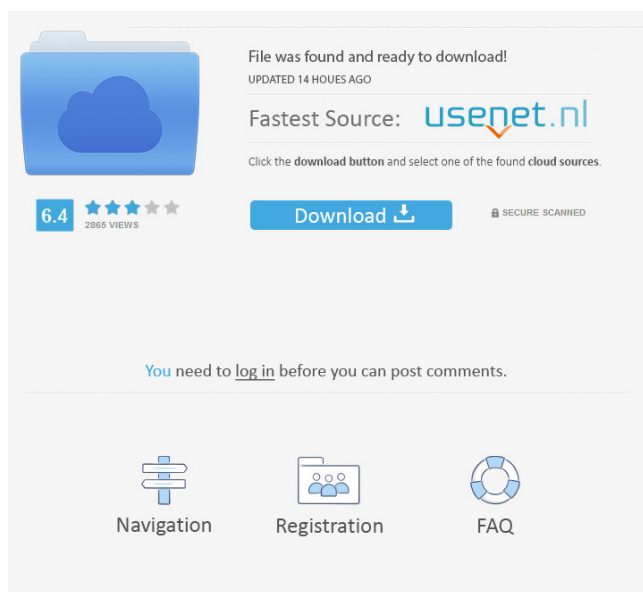 File was found and ready to download!
UPDATED 14 HOUES AGO
Fastest Source: usenet.nl
Click the download button and select one of the found cloud sources.
6.4
2865 VIEWS
Download
SECURE SCANNED
You need to log in before you can post comments.
Navigation
Registration
FAQ